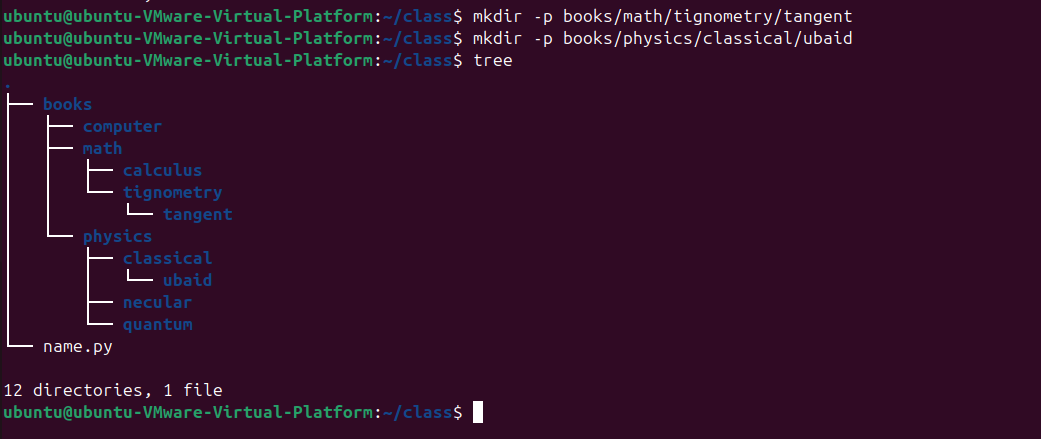 ubuntu@ubuntu-VMware-Virtual-Platform:~/class$ mkdir -p books/math/tignometry/tangent
ubuntu@ubuntu-VMware-Virtual-Platform:~/class$ mkdir -p books/physics/classical/ubaid
ubuntu@ubuntu-VMware-Virtual-Platform:~/class$ tree
.
├── books
│   ├── computer
│   ├── math
│   │   ├── calculus
│   │   └── tignometry
│   │       └── tangent
│   └── physics
│       ├── classical
│       │   └── ubaid
│       ├── necular
│       └── quantum
└── name.py

12 directories, 1 file
ubuntu@ubuntu-VMware-Virtual-Platform:~/class$